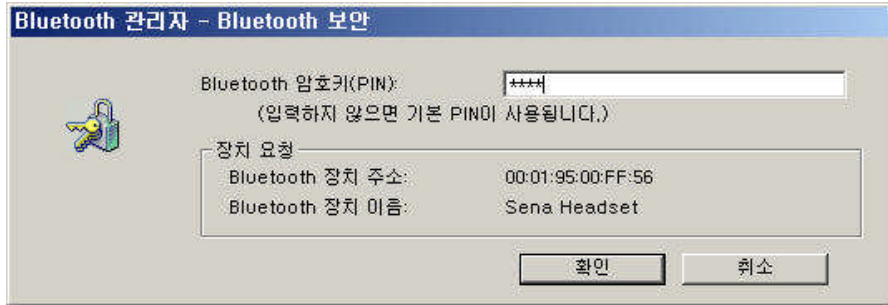 Bluetooth 관리자 - Bluetooth 보안
Bluetooth 암호키(PIN): ****
(입력하지 않으면 기본 PIN이 사용됩니다.)
장치 요청
Bluetooth 장치 주소: 00:01:95:00:FF:56
Bluetooth 장치 이름: Sena Headset
확인 취소